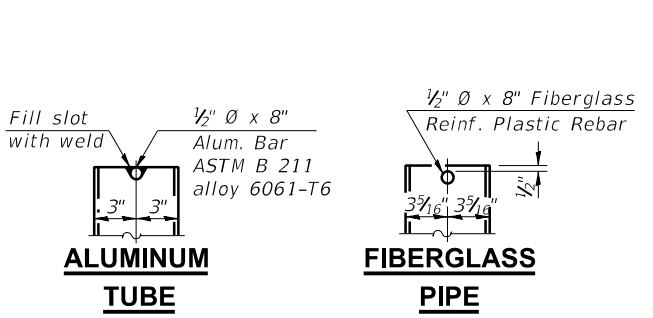 Fill slot
with weld
½" Ø x 8"
Alum. Bar
ASTM B 211
alloy 6061-T6
3" 3"
ALUMINUM
TUBE
½" Ø x 8" Fiberglass
Reinf. Plastic Rebar
½"
3 5/16" 3 5/16"
FIBERGLASS
PIPE